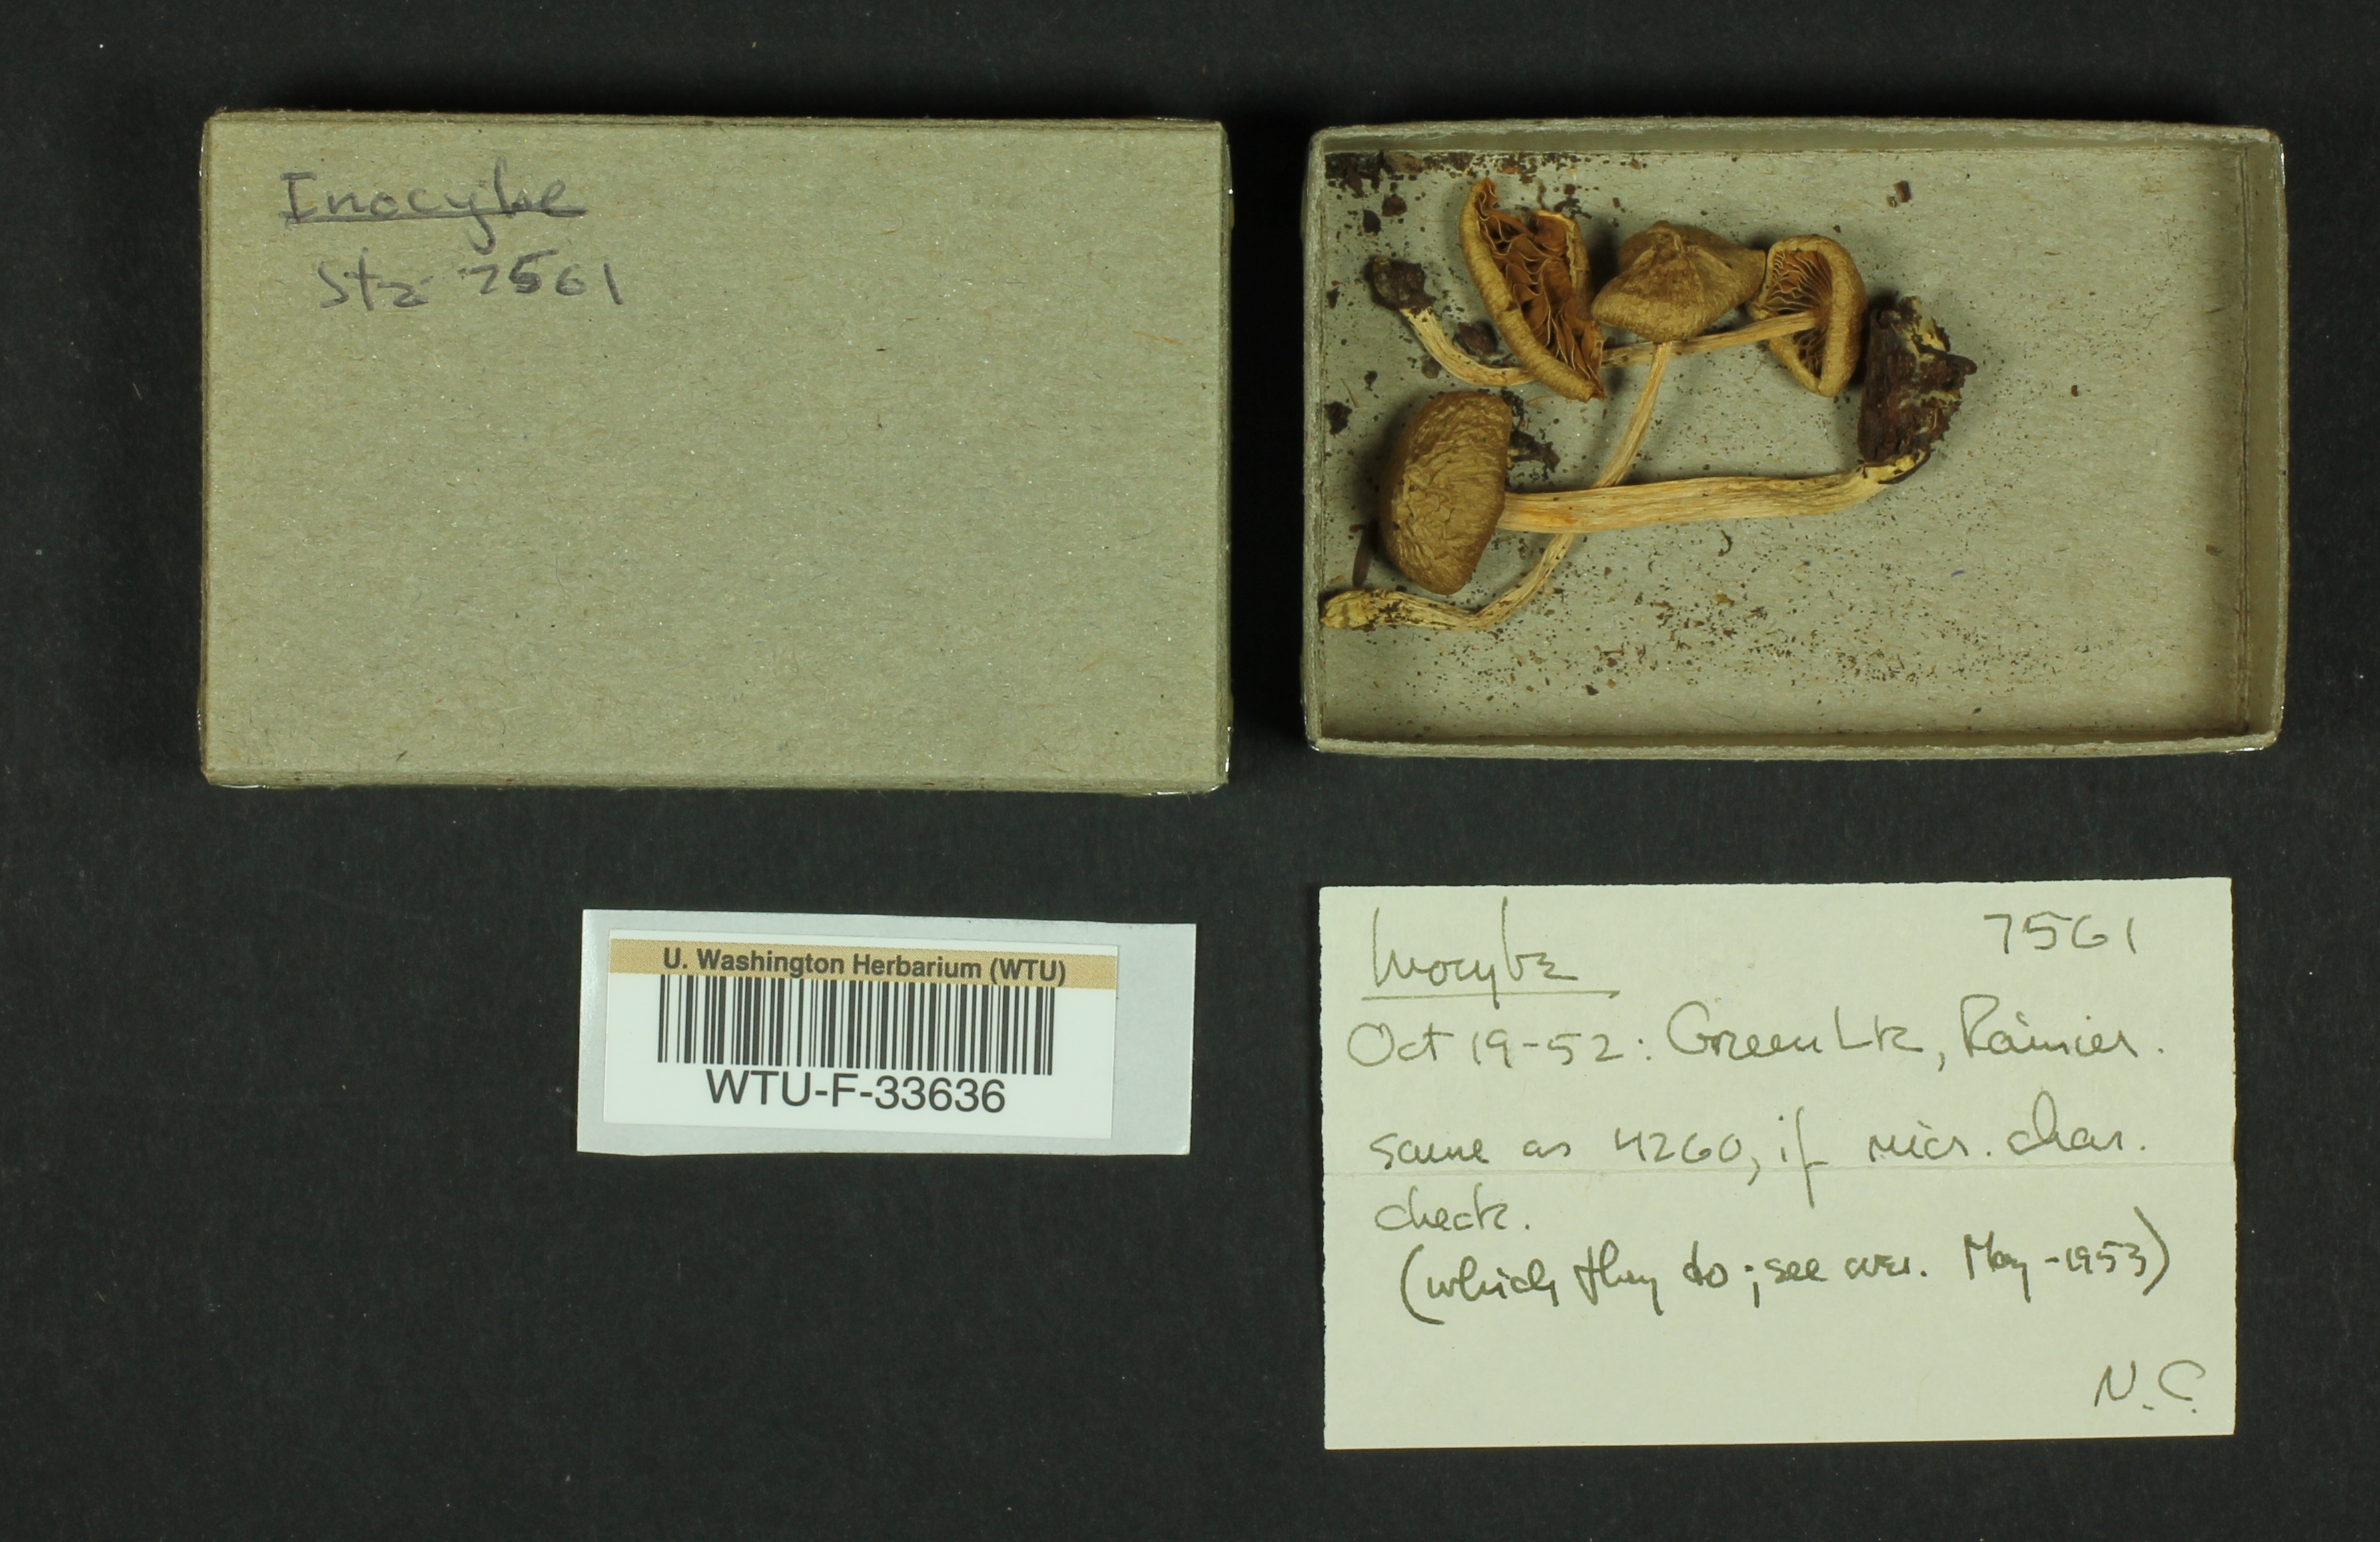 Inocybe
Stz 7561
U. Washington Herbarium (WTU)
WTU-F-33636
Inocybe 7561
Oct 19-52: Green Lk, Rainier.
same as 4260, if micr. char.
check.
(which they do; see over. May-1953)
N.C.